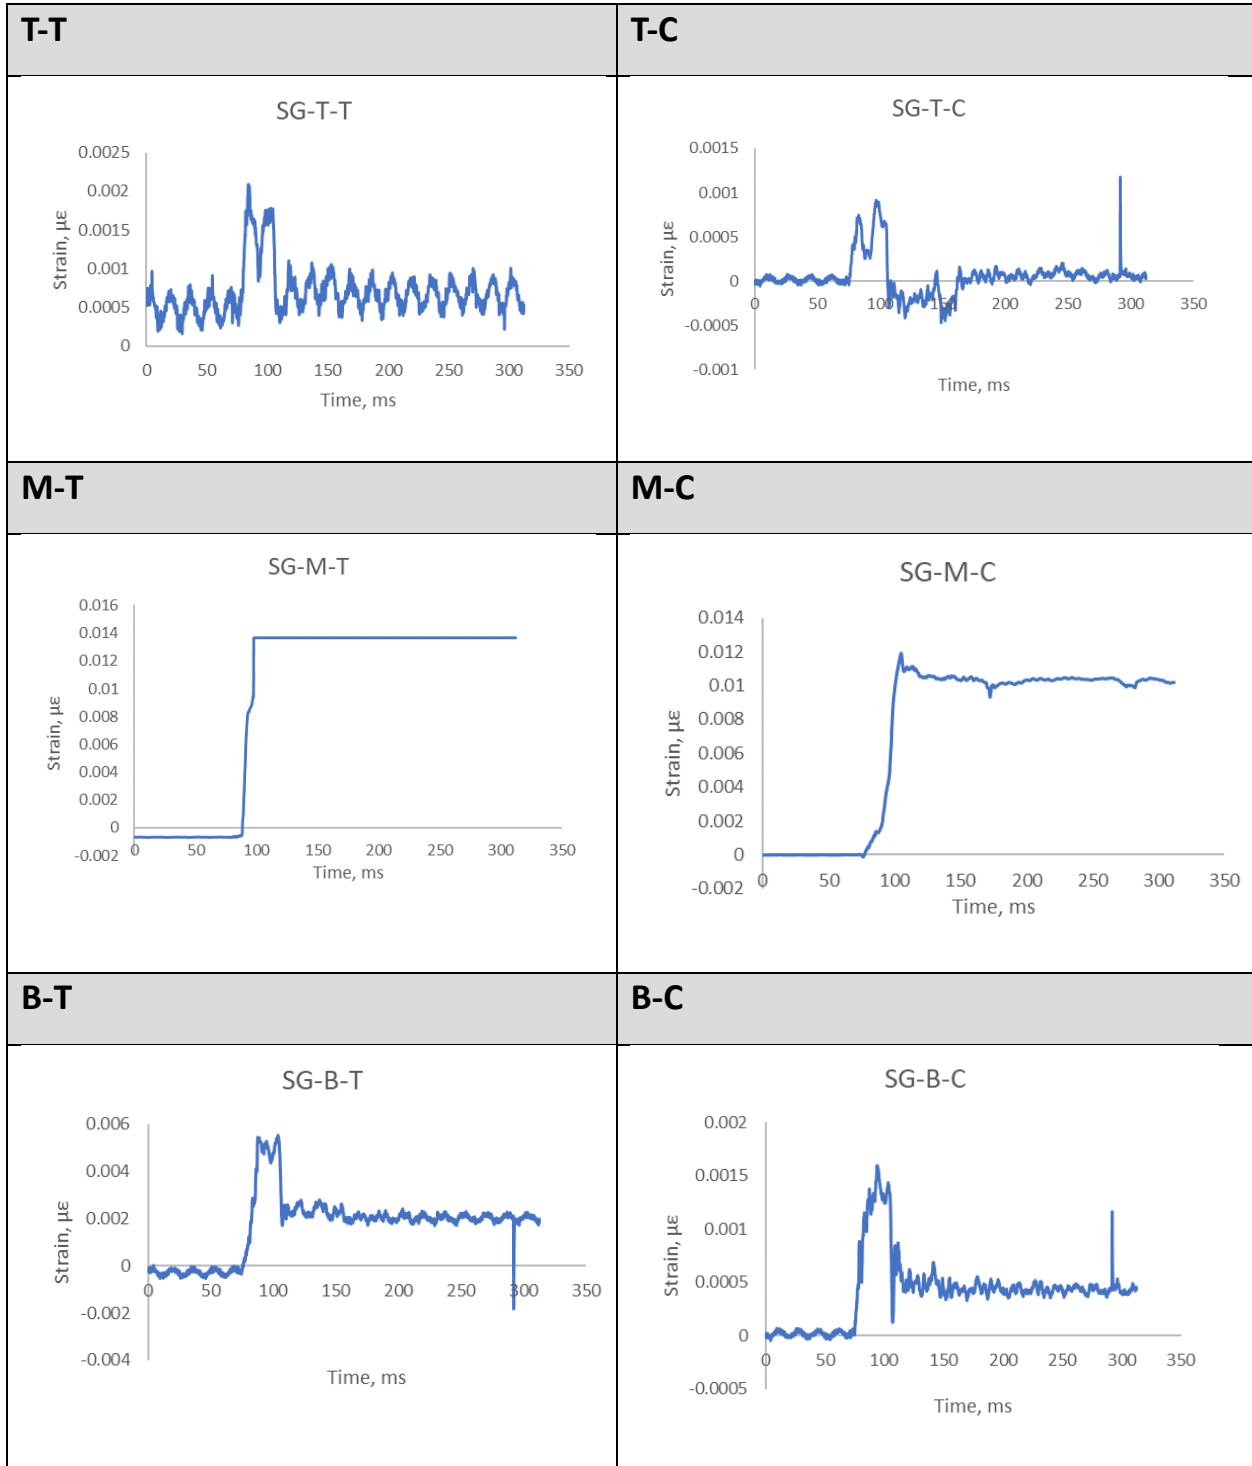 T-T
T-C
SG-T-T
0.0025
0.002
0.0015
0.001
0.0005
0
Strain, µε
0 50 100 150 200 250 300 350
Time, ms
SG-T-C
0.0015
0.001
0.0005
0
-0.0005
-0.001
Strain, µε
0 50 100 150 200 250 300 350
Time, ms
M-T
M-C
SG-M-T
0.016
0.014
0.012
0.01
0.008
0.006
0.004
0.002
0
-0.002
Strain, µε
0 50 100 150 200 250 300 350
Time, ms
SG-M-C
0.014
0.012
0.01
0.008
0.006
0.004
0.002
0
-0.002
Strain, µε
0 50 100 150 200 250 300 350
Time, ms
B-T
B-C
SG-B-T
0.006
0.004
0.002
0
-0.002
-0.004
Strain, µε
0 50 100 150 200 250 300 350
Time, ms
SG-B-C
0.002
0.0015
0.001
0.0005
0
-0.0005
Strain, µε
0 50 100 150 200 250 300 350
Time, ms